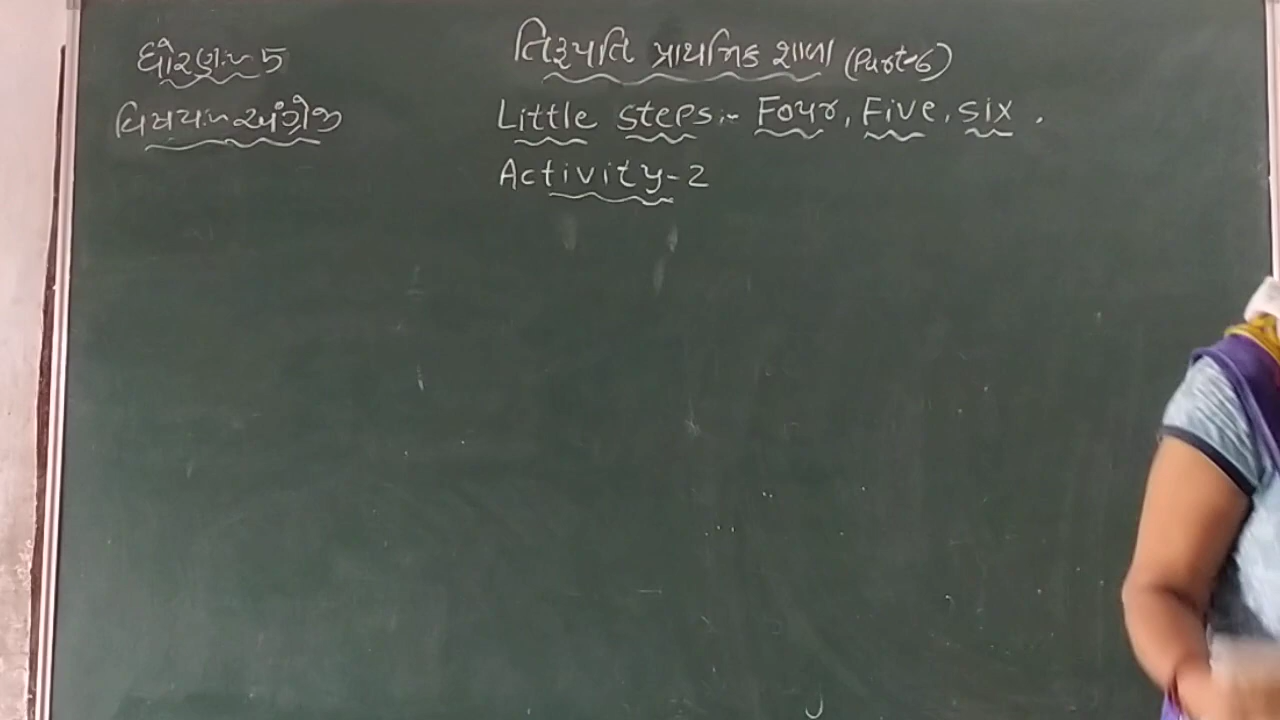 ધોરણઃ-5
વિષયઃ-અંગ્રેજી
તિરૂપતિ પ્રાથમિક શાળા (Part-6)
Little steps:- Four, Five, six .
Activity-2